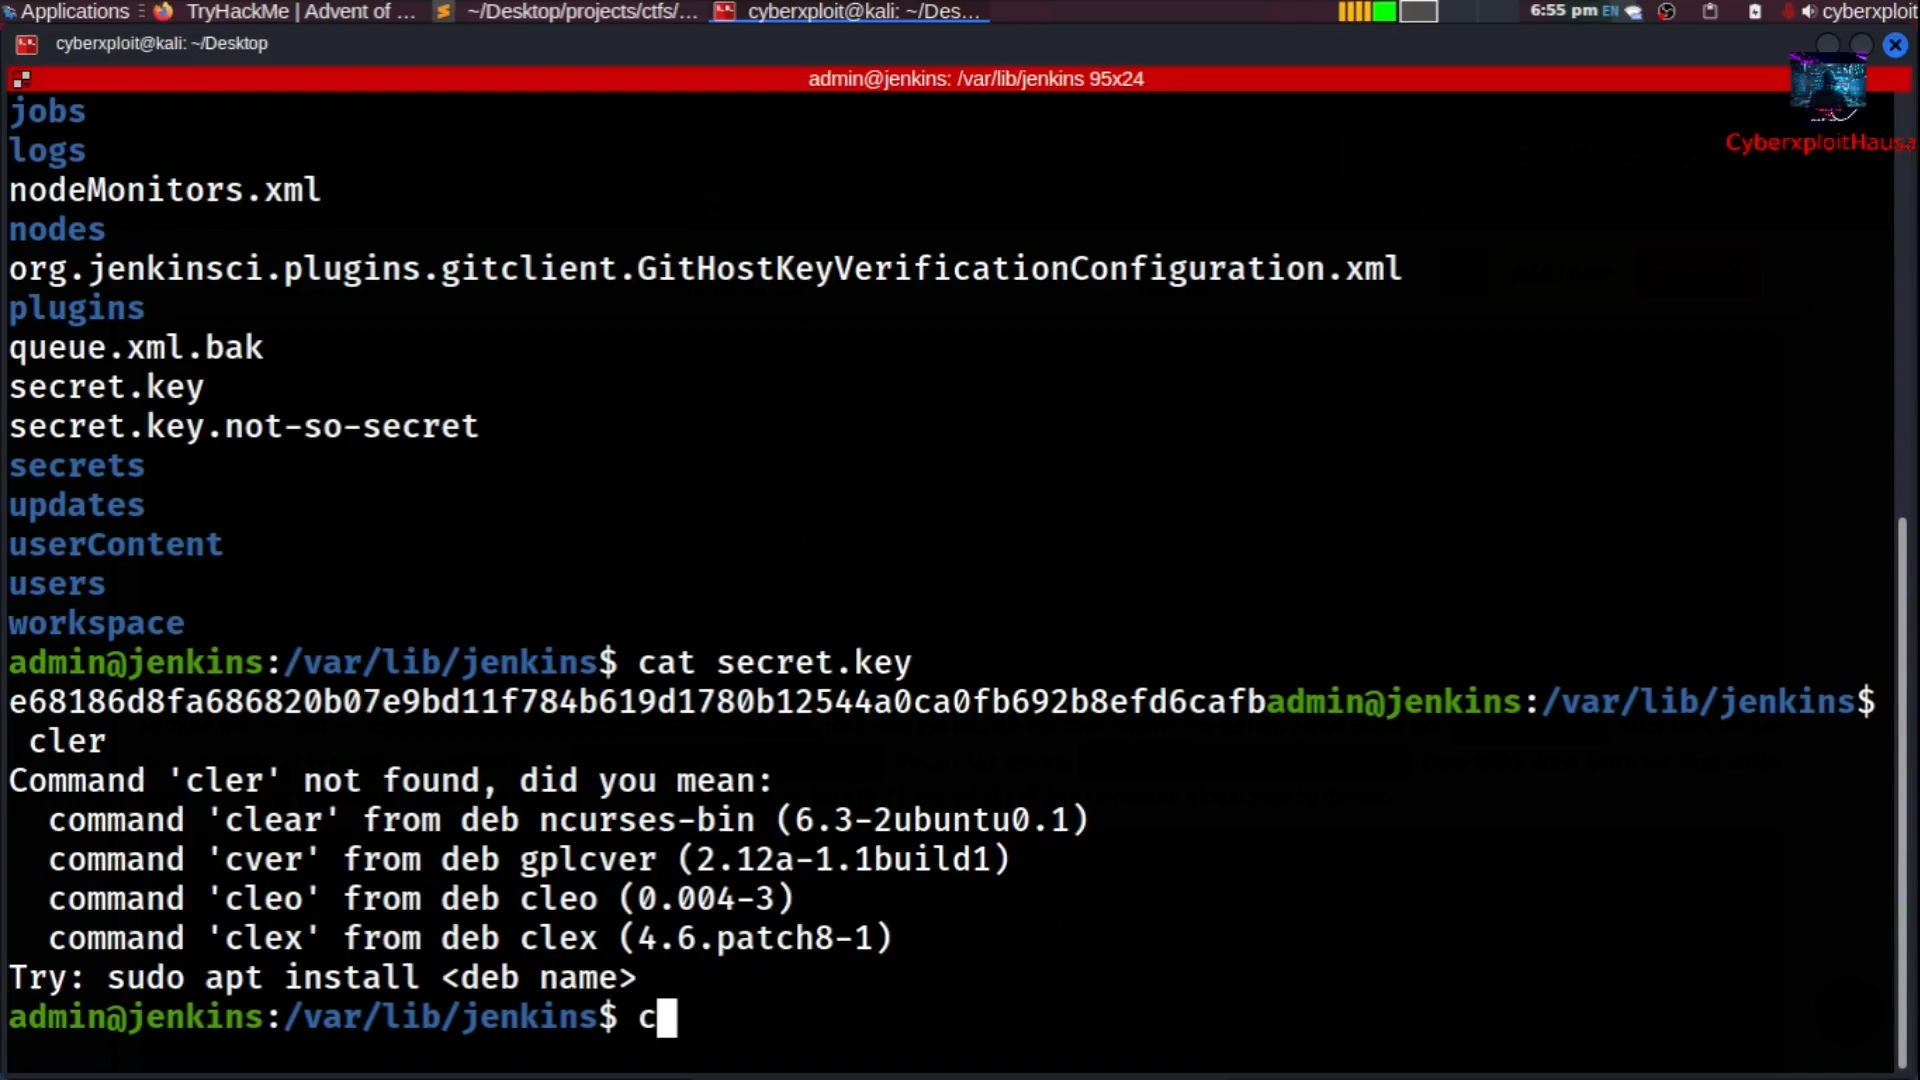 Applications
TryHackMe | Advent of ...
~/Desktop/projects/ctfs/...
cyberxploit@kali: ~/Des...
6:55 pm EN
cyberxploit
cyberxploit@kali: ~/Desktop
admin@jenkins: /var/lib/jenkins 95x24
CyberxploitHausa
jobs
logs
nodeMonitors.xml
nodes
org.jenkinsci.plugins.gitclient.GitHostKeyVerificationConfiguration.xml
plugins
queue.xml.bak
secret.key
secret.key.not-so-secret
secrets
updates
userContent
users
workspace
admin@jenkins:/var/lib/jenkins$ cat secret.key
e68186d8fa686820b07e9bd11f784b619d1780b12544a0ca0fb692b8efd6cafbadmin@jenkins:/var/lib/jenkins$
cler
Command 'cler' not found, did you mean:
command 'clear' from deb ncurses-bin (6.3-2ubuntu0.1)
command 'cver' from deb gplcver (2.12a-1.1build1)
command 'cleo' from deb cleo (0.004-3)
command 'clex' from deb clex (4.6.patch8-1)
Try: sudo apt install <deb name>
admin@jenkins:/var/lib/jenkins$ c